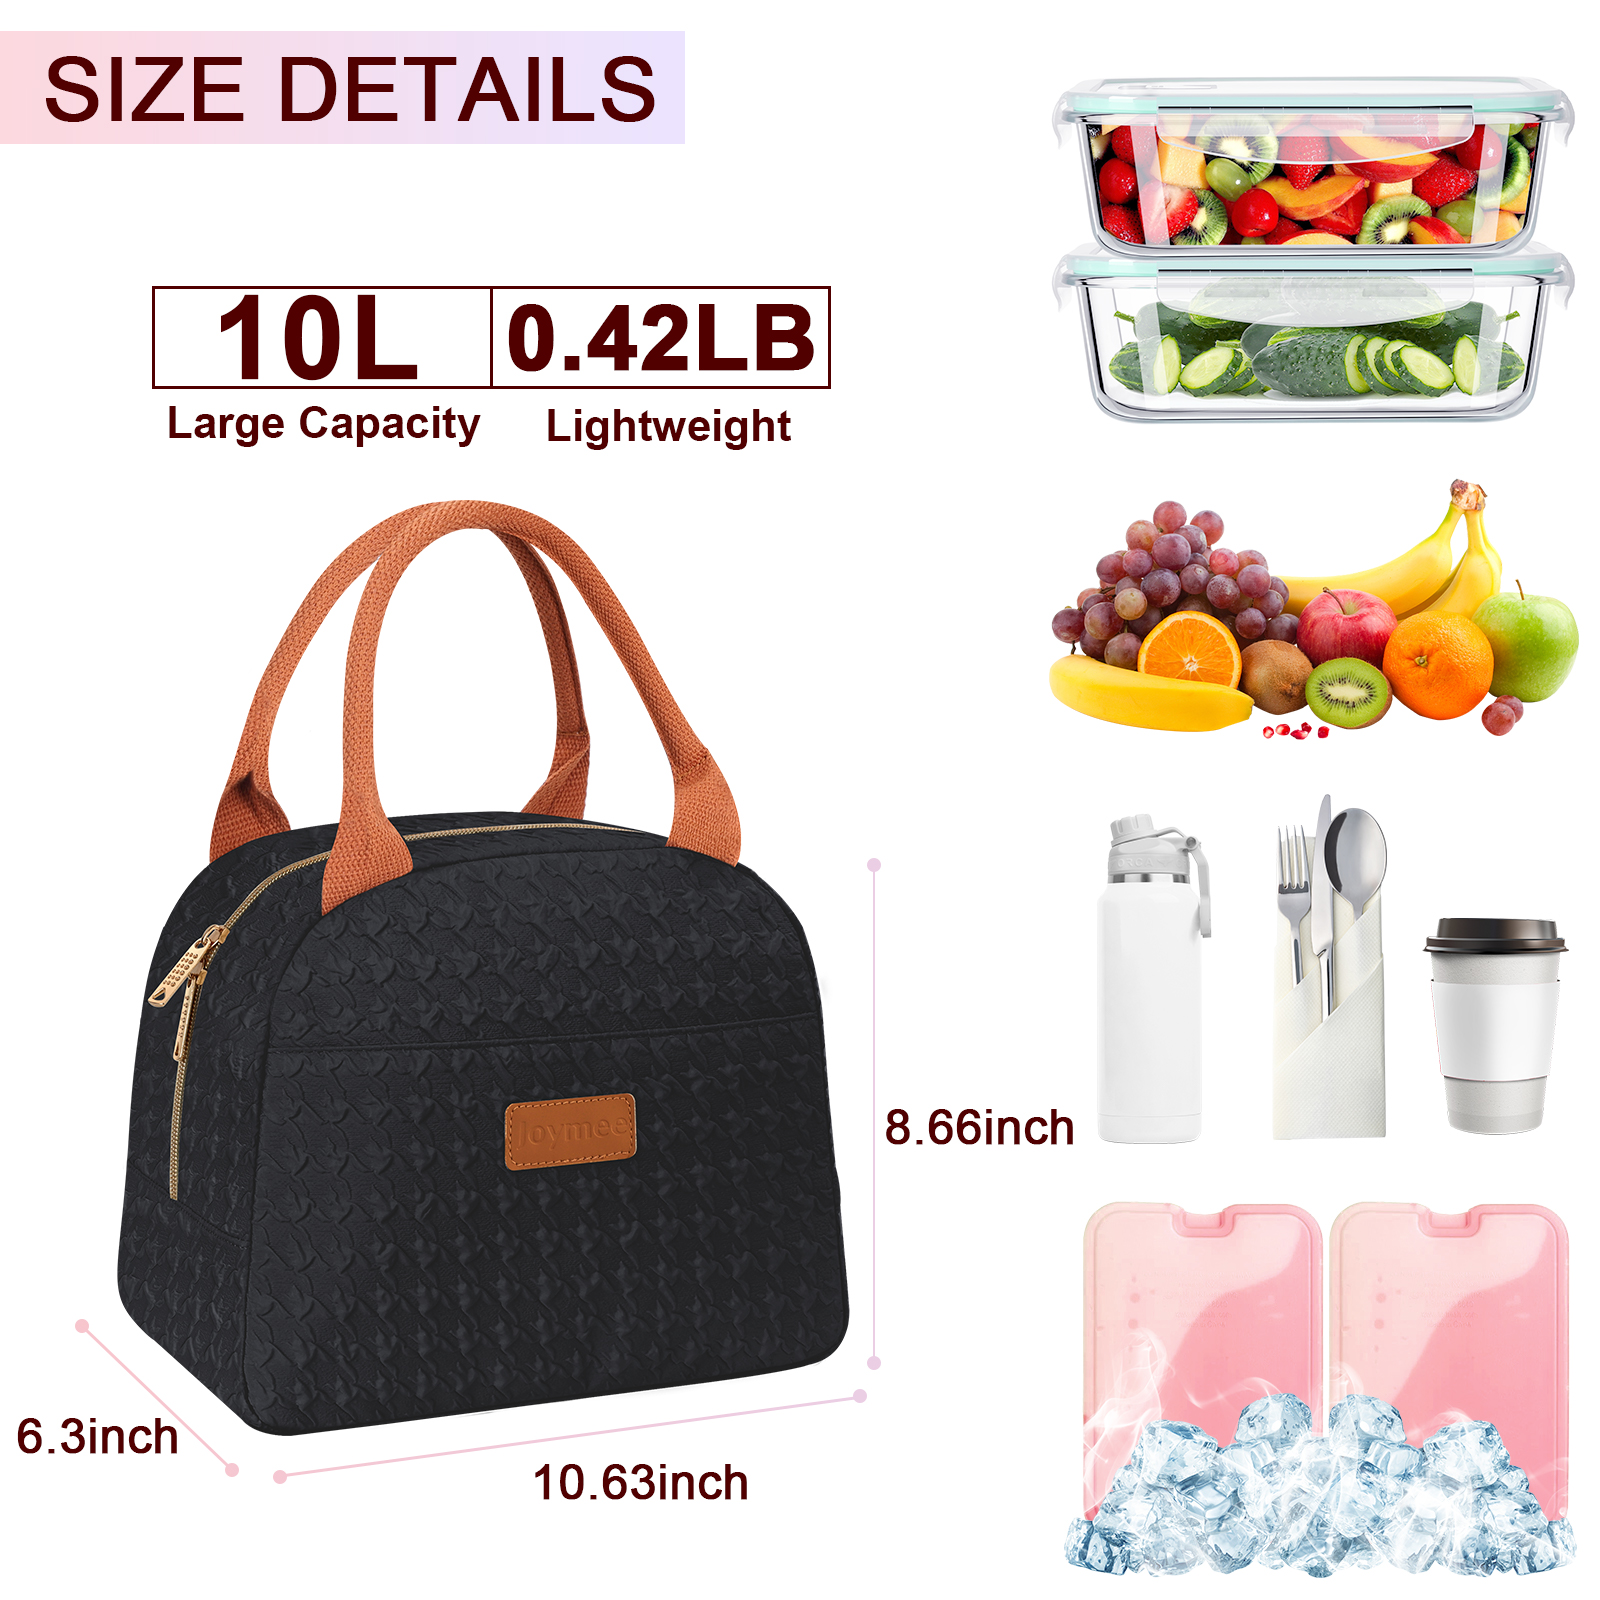 SIZE DETAILS
10L
0.42LB
Large Capacity
Lightweight
Joymee
8.66inch
6.3inch
10.63inch